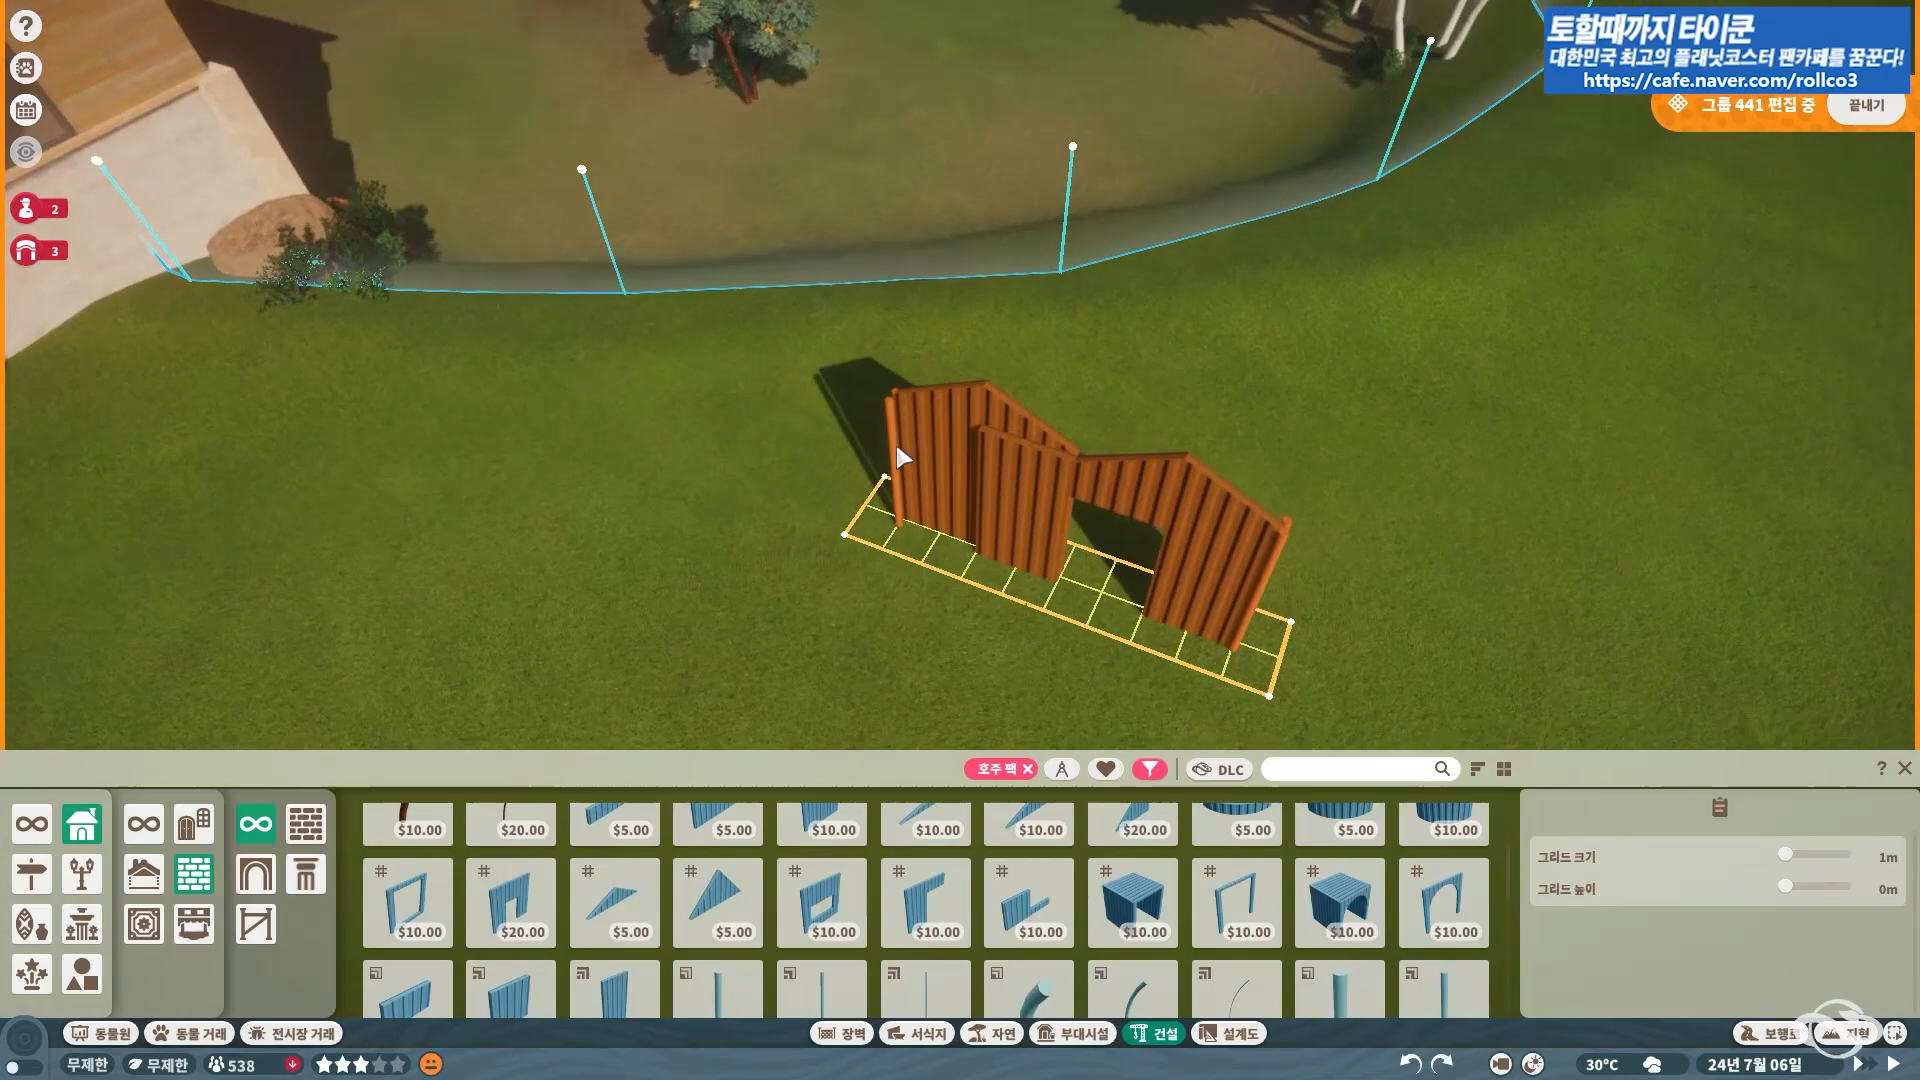 토할때까지 타이쿤
대한민국 최고의 플래닛코스터 팬카페를 꿈꾼다!
https://cafe.naver.com/rollco3
그룹 441 편집 중
끝내기
?
2
3
호주 팩
DLC
?
$10.00 $20.00 $5.00 $5.00 $10.00 $10.00 $10.00 $20.00 $5.00 $5.00 $10.00
$10.00 $20.00 $5.00 $5.00 $10.00 $10.00 $10.00 $10.00 $10.00 $10.00 $10.00
그리드 크기 1m
그리드 높이 0m
동물원 동물 거래 전시장 거래 장벽 서식지 자연 부대시설 건설 설계도 보행로 지형
무제한 무제한 538 30°C 24년 7월 06일